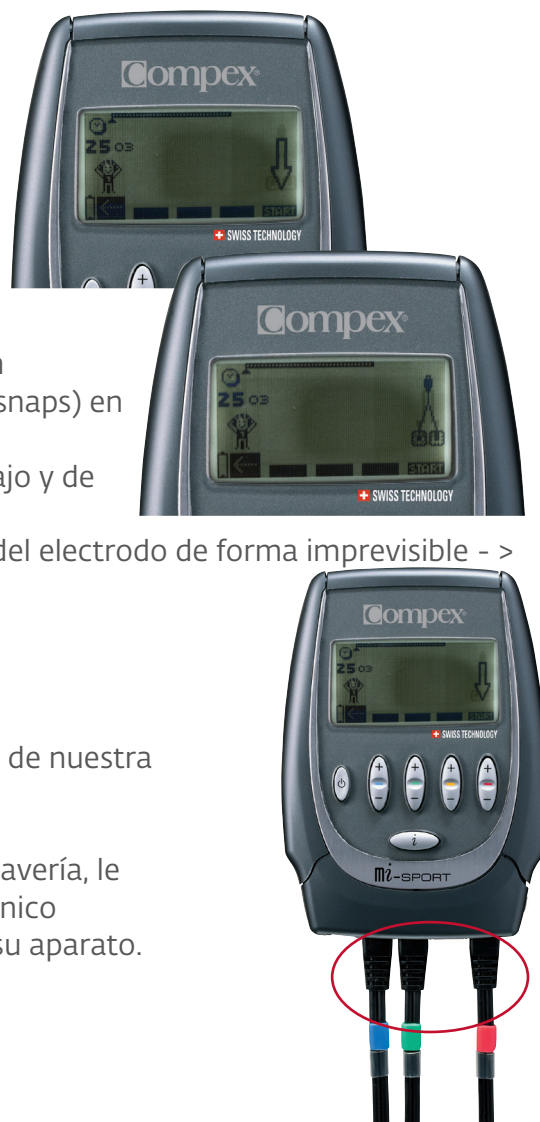 Compex
25 03
START
SWISS TECHNOLOGY
Compex
25 03
START
SWISS TECHNOLOGY
snaps) en
ajo y de
del electrodo de forma imprevisible - >
Compex
25 03
START
SWISS TECHNOLOGY
i
mi-SPORT
de nuestra
avería, le
nico
su aparato.